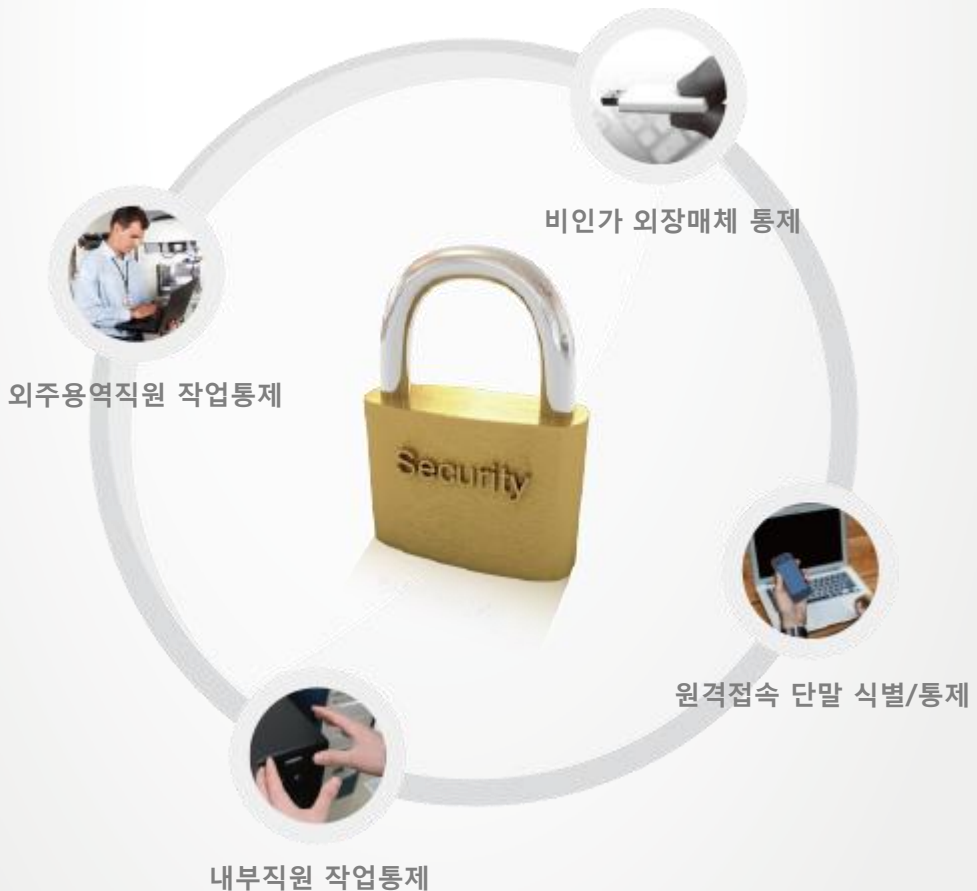 비인가 외장매체 통제
외주용역직원 작업통제
Security
원격접속 단말 식별/통제
내부직원 작업통제